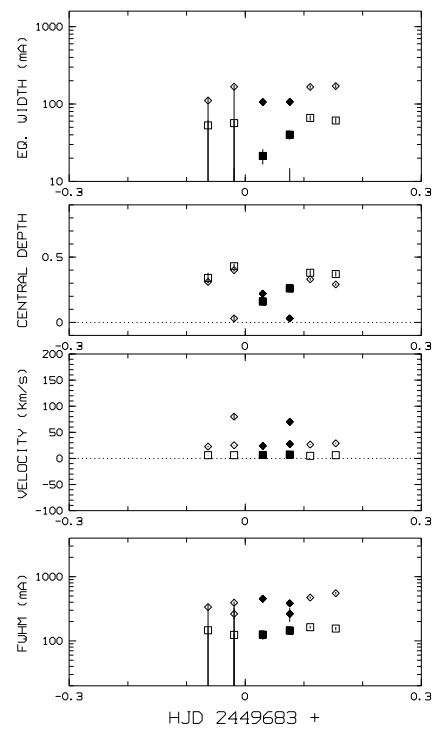 1000
100
10
EQ. WIDTH (mA)
-0.3 0 0.3
0.5
0
CENTRAL DEPTH
-0.3 0 0.3
200
150
100
50
0
-50
-100
VELOCITY (km/s)
-0.3 0 0.3
1000
100
FWHM (mA)
-0.3 0 0.3
HJD 2449683 +